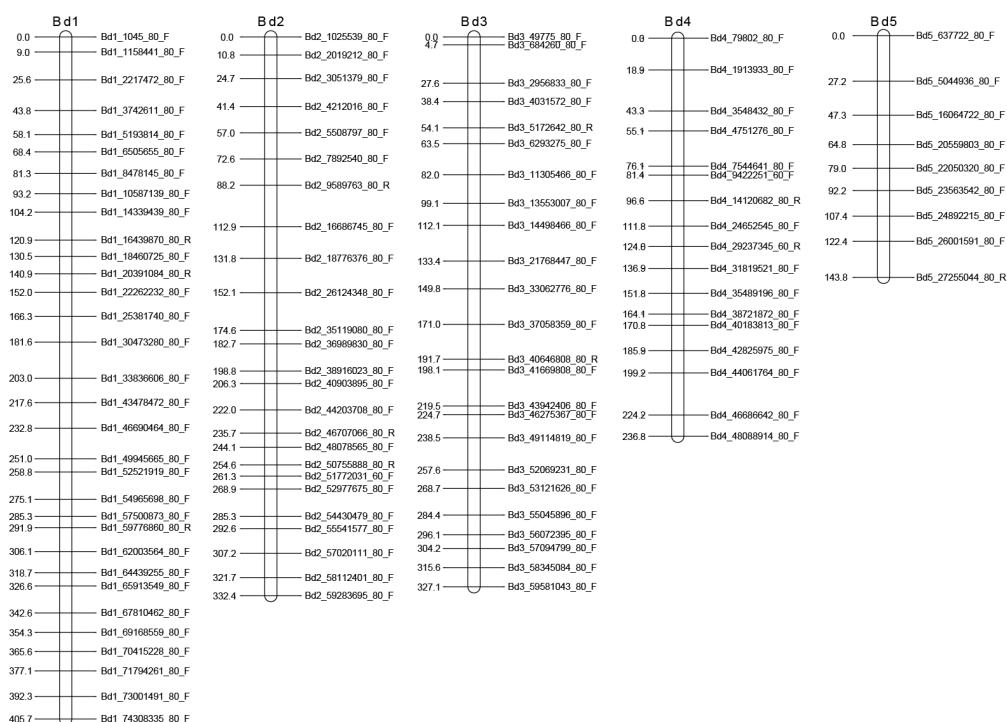 Bd1
0.0 Bd1_1045_80_F
9.0 Bd1_1158441_80_F
25.6 Bd1_2217472_80_F
43.8 Bd1_3742611_80_F
58.1 Bd1_5193814_80_F
68.4 Bd1_6505655_80_F
81.3 Bd1_8478145_80_F
93.2 Bd1_10587139_80_F
104.2 Bd1_14339439_80_F
120.9 Bd1_16439870_80_R
130.5 Bd1_18460725_80_F
140.9 Bd1_20391084_80_R
152.0 Bd1_22262232_80_F
166.3 Bd1_25381740_80_F
181.6 Bd1_30473280_80_F
203.0 Bd1_33836606_80_F
217.6 Bd1_43478472_80_F
232.8 Bd1_46690464_80_F
251.0 Bd1_49945665_80_F
258.8 Bd1_52521919_80_F
275.1 Bd1_54965698_80_F
285.3 Bd1_57500873_80_F
291.9 Bd1_59776860_80_R
306.1 Bd1_62003564_80_F
318.7 Bd1_64439255_80_F
326.6 Bd1_65913549_80_F
342.6 Bd1_67810462_80_F
354.3 Bd1_69168559_80_F
365.6 Bd1_70415228_80_F
377.1 Bd1_71794261_80_F
392.3 Bd1_73001491_80_F
405.7 Bd1_74308335_80_F
Bd2
0.0 Bd2_1025539_80_F
10.8 Bd2_2019212_80_F
24.7 Bd2_3051379_80_F
41.4 Bd2_4212016_80_F
57.0 Bd2_5508797_80_F
72.6 Bd2_7892540_80_F
88.2 Bd2_9589763_80_R
112.9 Bd2_16686745_80_F
131.8 Bd2_18776376_80_F
152.1 Bd2_26124348_80_F
174.6 Bd2_35119080_80_F
182.7 Bd2_36989830_80_F
198.8 Bd2_38916023_80_F
206.3 Bd2_40903895_80_F
222.0 Bd2_44203708_80_F
235.7 Bd2_46707066_80_R
244.1 Bd2_48078565_80_F
254.6 Bd2_50755888_80_R
261.3 Bd2_51772031_60_F
268.9 Bd2_52977675_80_F
285.3 Bd2_54430479_80_F
292.6 Bd2_55541577_80_F
307.2 Bd2_57020111_80_F
321.7 Bd2_58112401_80_F
332.4 Bd2_59283695_80_F
Bd3
0.0 Bd3_49775_80_F
4.7 Bd3_684260_80_F
27.6 Bd3_2956833_80_F
38.4 Bd3_4031572_80_F
54.1 Bd3_5172642_80_R
63.5 Bd3_6293275_80_F
82.0 Bd3_11305466_80_F
99.1 Bd3_13553007_80_F
112.1 Bd3_14498466_80_F
133.4 Bd3_21768447_80_F
149.8 Bd3_33062776_80_F
171.0 Bd3_37058359_80_F
191.7 Bd3_40646808_80_R
198.1 Bd3_41669808_80_F
219.5 Bd3_43942406_80_F
224.7 Bd3_46275367_80_F
238.5 Bd3_49114819_80_F
257.6 Bd3_52069231_80_F
268.7 Bd3_53121626_80_F
284.4 Bd3_55045896_80_F
296.1 Bd3_56072395_80_F
304.2 Bd3_57094799_80_F
315.6 Bd3_58345084_80_F
327.1 Bd3_59581043_80_F
Bd4
0.0 Bd4_79802_80_F
18.9 Bd4_1913933_80_F
43.3 Bd4_3548432_80_F
55.1 Bd4_4751276_80_F
76.1 Bd4_7544641_80_F
81.4 Bd4_9422251_60_F
96.6 Bd4_14120682_80_R
111.8 Bd4_24652545_80_F
124.8 Bd4_29237345_60_R
136.9 Bd4_31819521_80_F
151.8 Bd4_35489196_80_F
164.1 Bd4_38721872_80_F
170.8 Bd4_40183813_80_F
185.9 Bd4_42825975_80_F
199.2 Bd4_44061764_80_F
224.2 Bd4_46686642_80_F
236.8 Bd4_48088914_80_F
Bd5
0.0 Bd5_637722_80_F
27.2 Bd5_5044936_80_F
47.3 Bd5_16064722_80_F
64.8 Bd5_20559803_80_F
79.0 Bd5_22050320_80_F
92.2 Bd5_23563542_80_F
107.4 Bd5_24892215_80_F
122.4 Bd5_26001591_80_F
143.8 Bd5_27255044_80_R